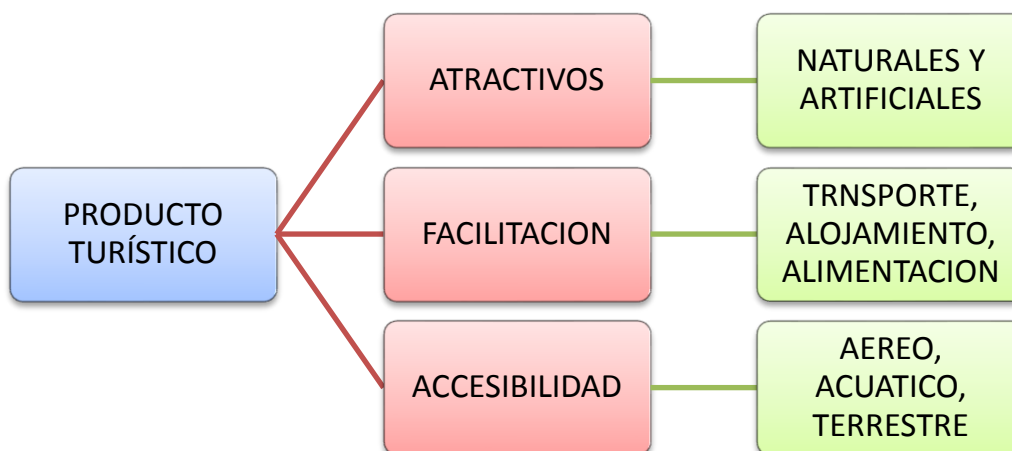 PRODUCTO
TURÍSTICO
ATRACTIVOS
NATURALES Y
ARTIFICIALES
FACILITACION
TRNSPORTE,
ALOJAMIENTO,
ALIMENTACION
ACCESIBILIDAD
AEREO,
ACUATICO,
TERRESTRE